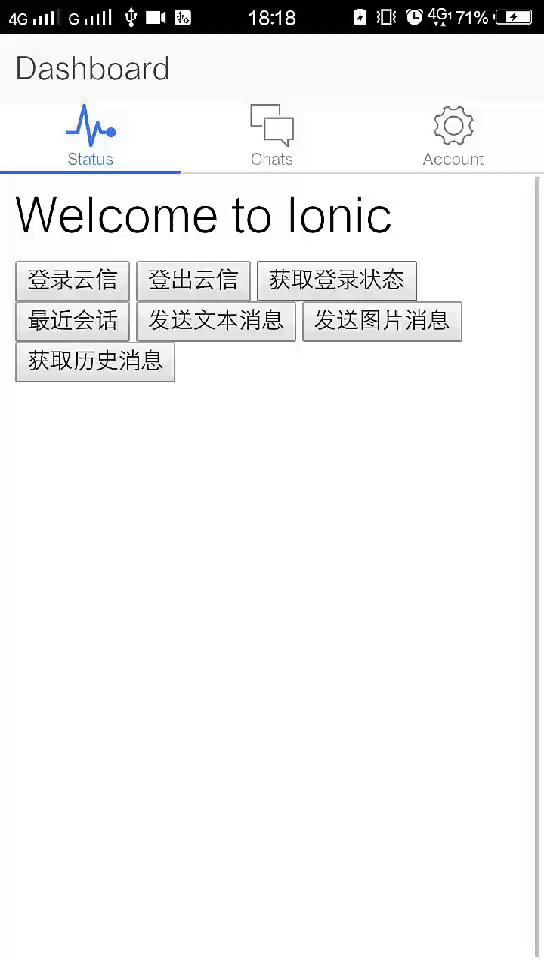 4G G 18:18 4G 71%
Dashboard
Status Chats Account
Welcome to Ionic
登录云信 登出云信 获取登录状态
最近会话 发送文本消息 发送图片消息
获取历史消息